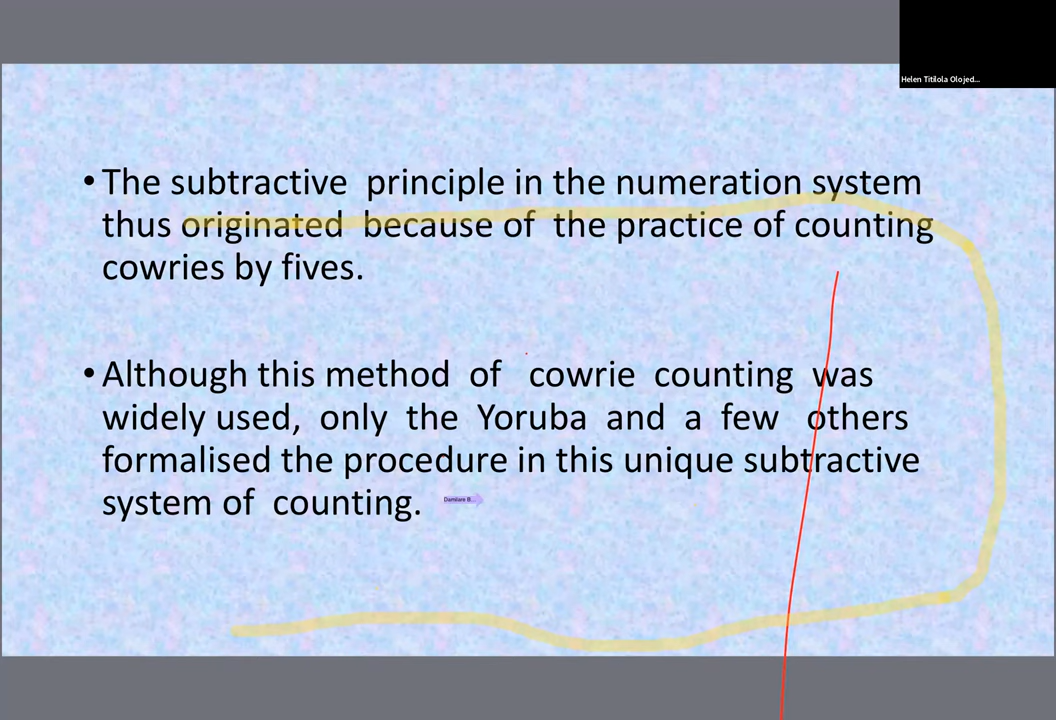 Helen Titilola Olojed...
• The subtractive principle in the numeration system
thus originated because of the practice of counting
cowries by fives.
• Although this method of cowrie counting was
widely used, only the Yoruba and a few others
formalised the procedure in this unique subtractive
system of counting.
Damilare B...